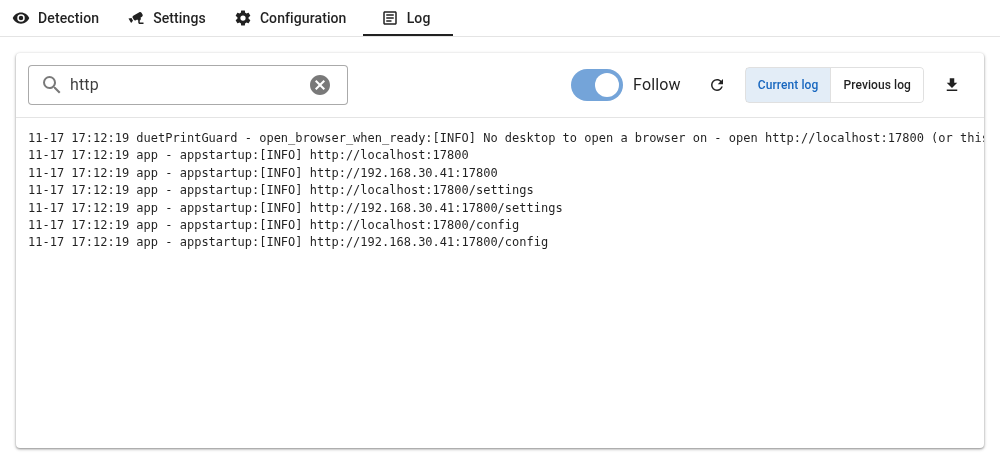 Detection Settings Configuration Log
http Follow Current log Previous log
11-17 17:12:19 duetPrintGuard - open_browser_when_ready:[INFO] No desktop to open a browser on - open http://localhost:17800 (or this
11-17 17:12:19 app - appstartup:[INFO] http://localhost:17800
11-17 17:12:19 app - appstartup:[INFO] http://192.168.30.41:17800
11-17 17:12:19 app - appstartup:[INFO] http://localhost:17800/settings
11-17 17:12:19 app - appstartup:[INFO] http://192.168.30.41:17800/settings
11-17 17:12:19 app - appstartup:[INFO] http://localhost:17800/config
11-17 17:12:19 app - appstartup:[INFO] http://192.168.30.41:17800/config